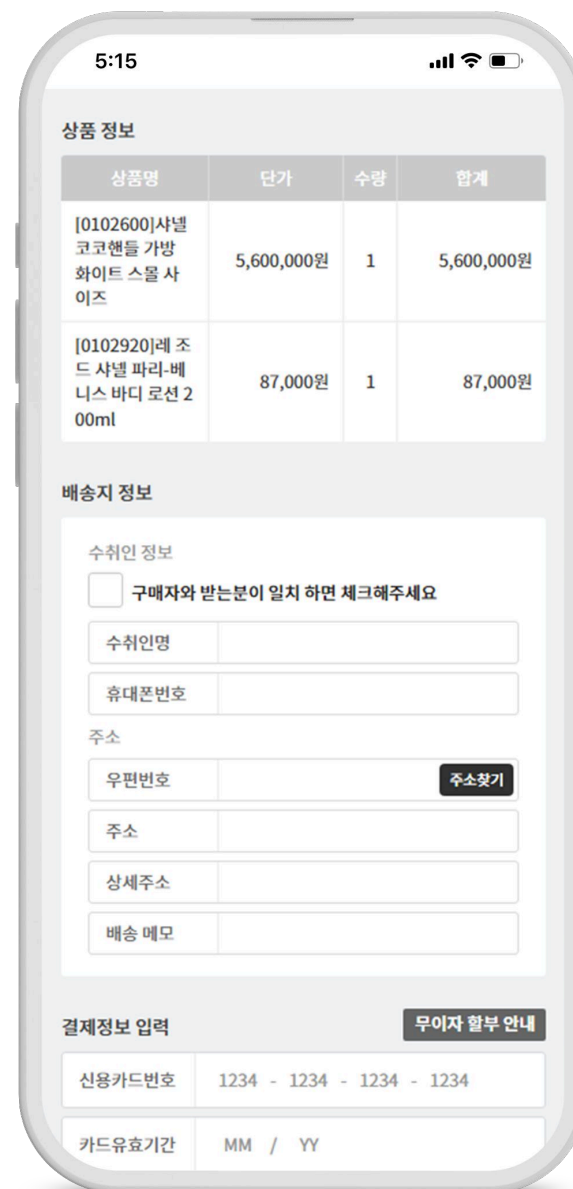 5:15
상품 정보
상품명 단가 수량 합계
[0102600]샤넬
코코핸들 가방
화이트 스몰 사
이즈
5,600,000원 1 5,600,000원
[0102920]레 조
드 샤넬 파리-베
니스 바디 로션 2
00ml
87,000원 1 87,000원
배송지 정보
수취인 정보
구매자와 받는분이 일치 하면 체크해주세요
수취인명
휴대폰번호
주소
우편번호 주소찾기
주소
상세주소
배송 메모
결제정보 입력 무이자 할부 안내
신용카드번호 1234 - 1234 - 1234 - 1234
카드유효기간 MM / YY